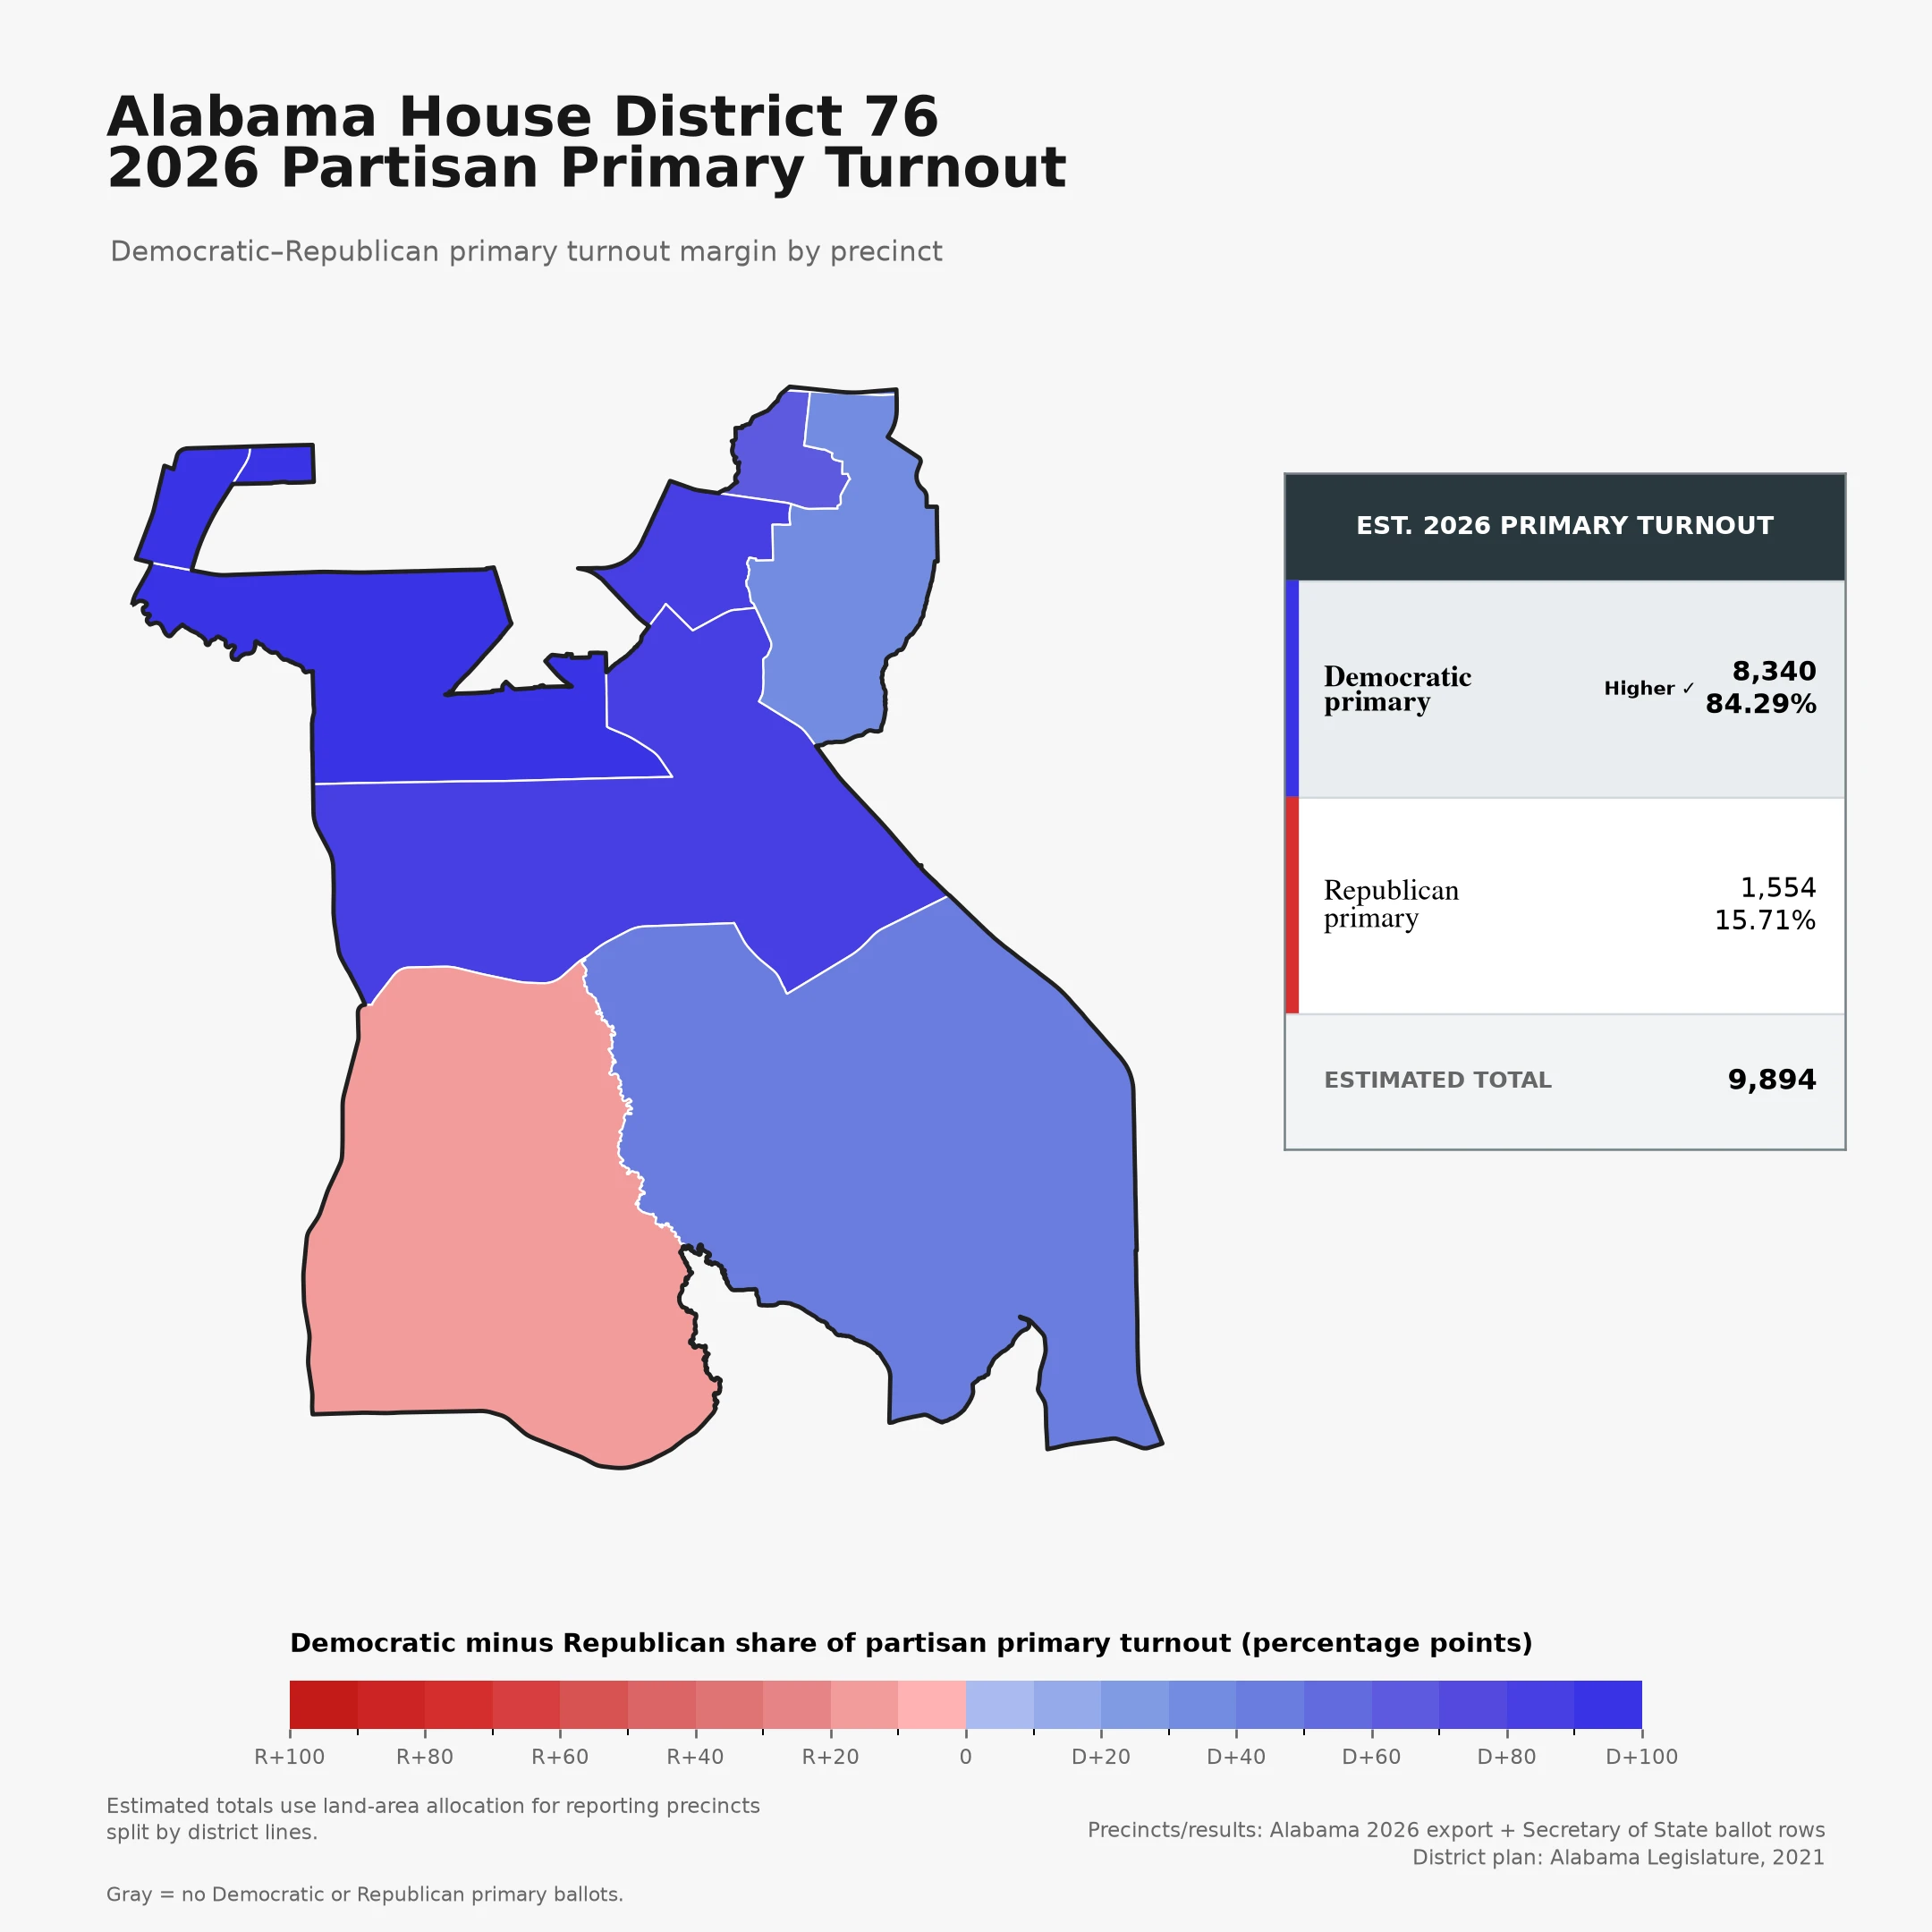 Alabama House District 76
2026 Partisan Primary Turnout
Democratic–Republican primary turnout margin by precinct
EST. 2026 PRIMARY TURNOUT
Democratic
primary
Higher ✓
8,340
84.29%
Republican
primary
1,554
15.71%
ESTIMATED TOTAL
9,894
Democratic minus Republican share of partisan primary turnout (percentage points)
R+100 R+80 R+60 R+40 R+20 0 D+20 D+40 D+60 D+80 D+100
Estimated totals use land-area allocation for reporting precincts
split by district lines.
Gray = no Democratic or Republican primary ballots.
Precincts/results: Alabama 2026 export + Secretary of State ballot rows
District plan: Alabama Legislature, 2021